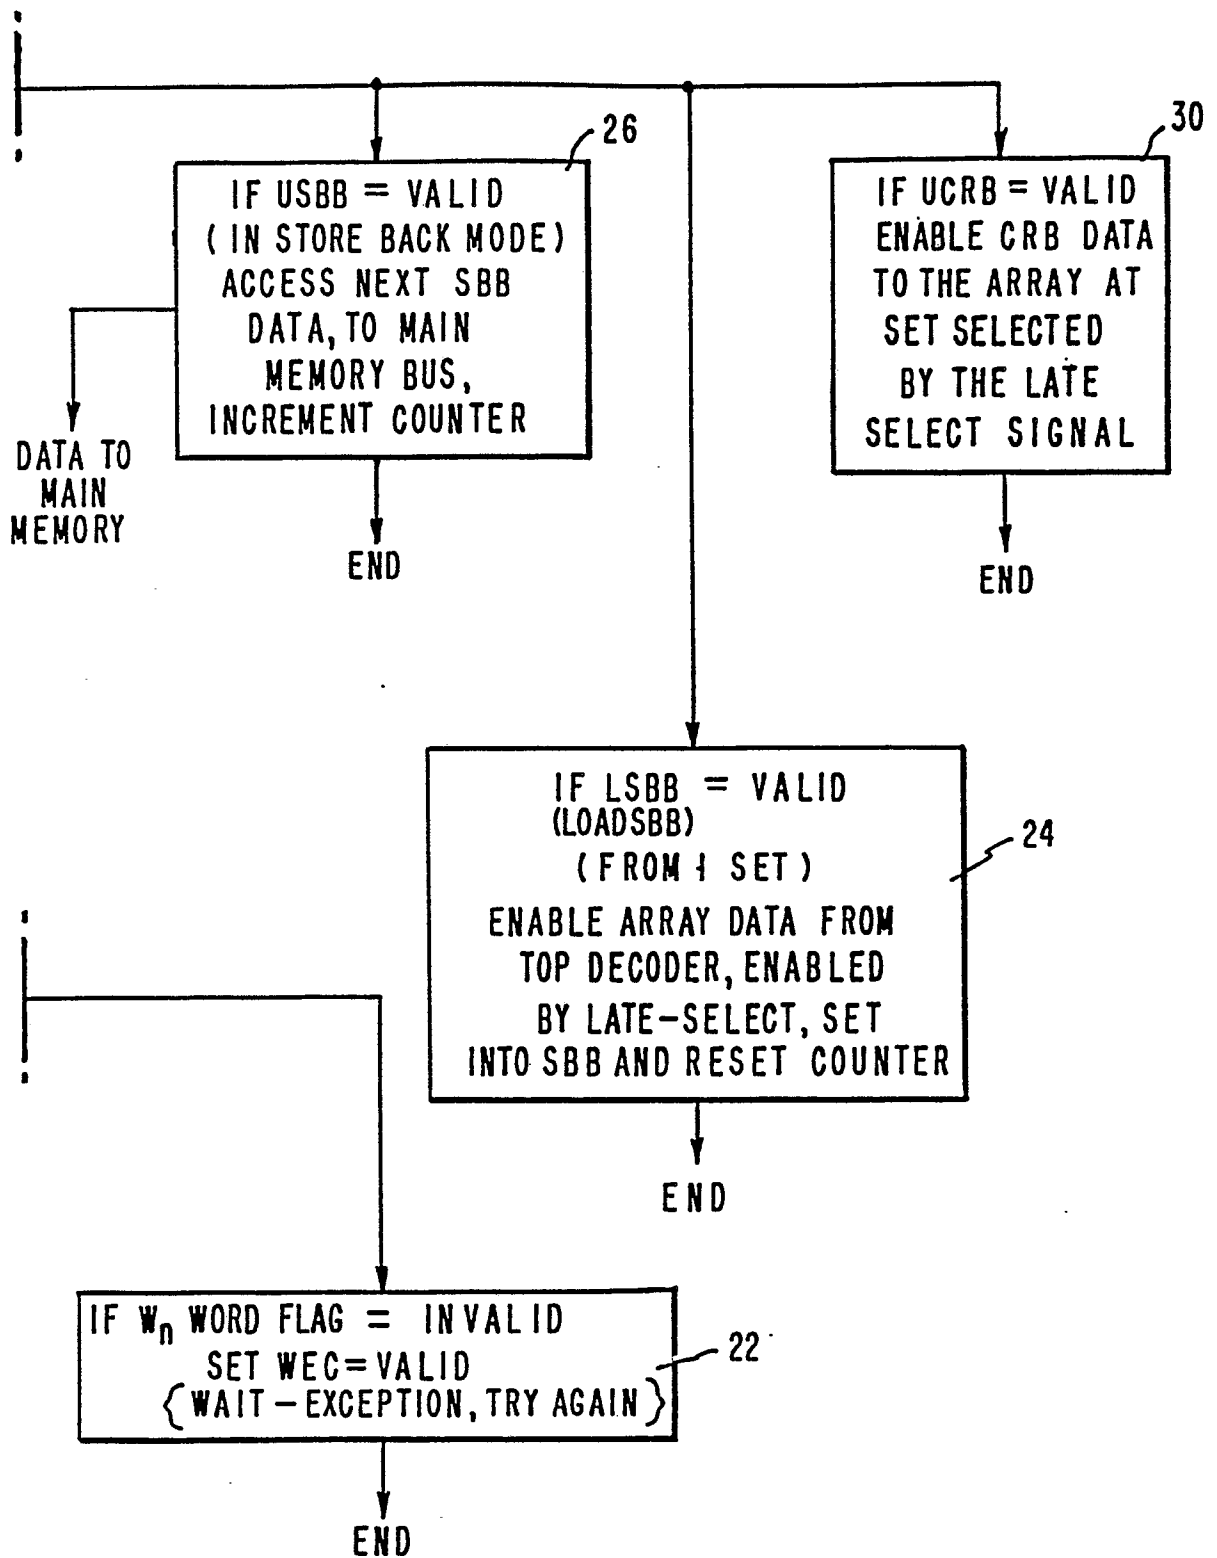 26
IF USBB = VALID
(IN STORE BACK MODE)
ACCESS NEXT SBB
DATA, TO MAIN
MEMORY BUS,
INCREMENT COUNTER
DATA TO
MAIN
MEMORY
END
30
IF UCRB = VALID
ENABLE CRB DATA
TO THE ARRAY AT
SET SELECTED
BY THE LATE
SELECT SIGNAL
END
24
IF LSBB = VALID
(LOADSBB)
(FROM 1 SET)
ENABLE ARRAY DATA FROM
TOP DECODER, ENABLED
BY LATE-SELECT, SET
INTO SBB AND RESET COUNTER
END
IF Wn WORD FLAG = INVALID
SET WEC=VALID
{WAIT-EXCEPTION, TRY AGAIN}
22
END